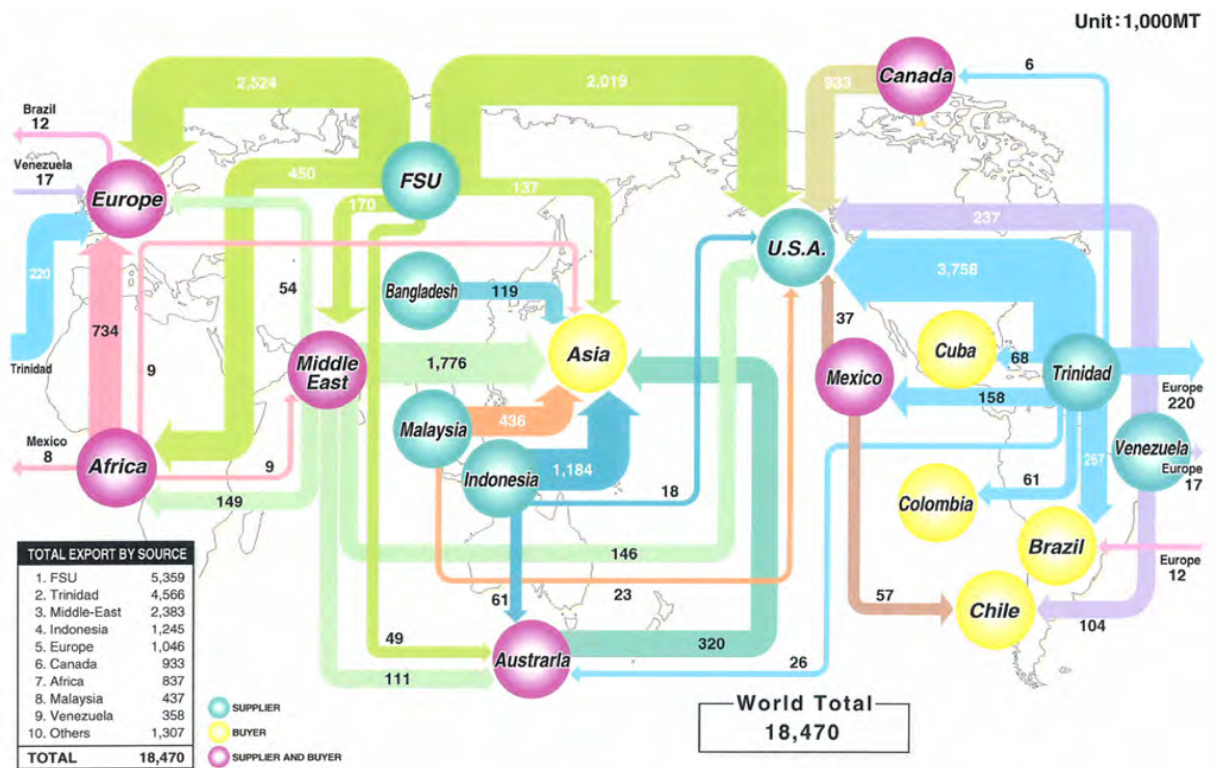 Unit:1,000MT
Canada
6
2,524
2,019
933
Brazil
12
Venezuela
17
Europe
450
FSU
137
170
237
U.S.A.
220
54
Bangladesh
119
3,758
734
9
37
Trinidad
Middle
East
1,776
Asia
Cuba
68
Mexico
Trinidad
158
Europe
220
Malaysia
436
Mexico
8
Africa
9
Indonesia
1,184
267
Venezuela
Europe
17
149
18
61
Colombia
Brazil
146
Europe
12
23
61
57
Chile
104
49
Austrarla
320
26
111
TOTAL EXPORT BY SOURCE
1. FSU 5,359
2. Trinidad 4,566
3. Middle-East 2,383
4. Indonesia 1,245
5. Europe 1,046
6. Canada 933
7. Africa 837
8. Malaysia 437
9. Venezuela 358
10. Others 1,307
TOTAL 18,470
SUPPLIER
BUYER
SUPPLIER AND BUYER
World Total
18,470